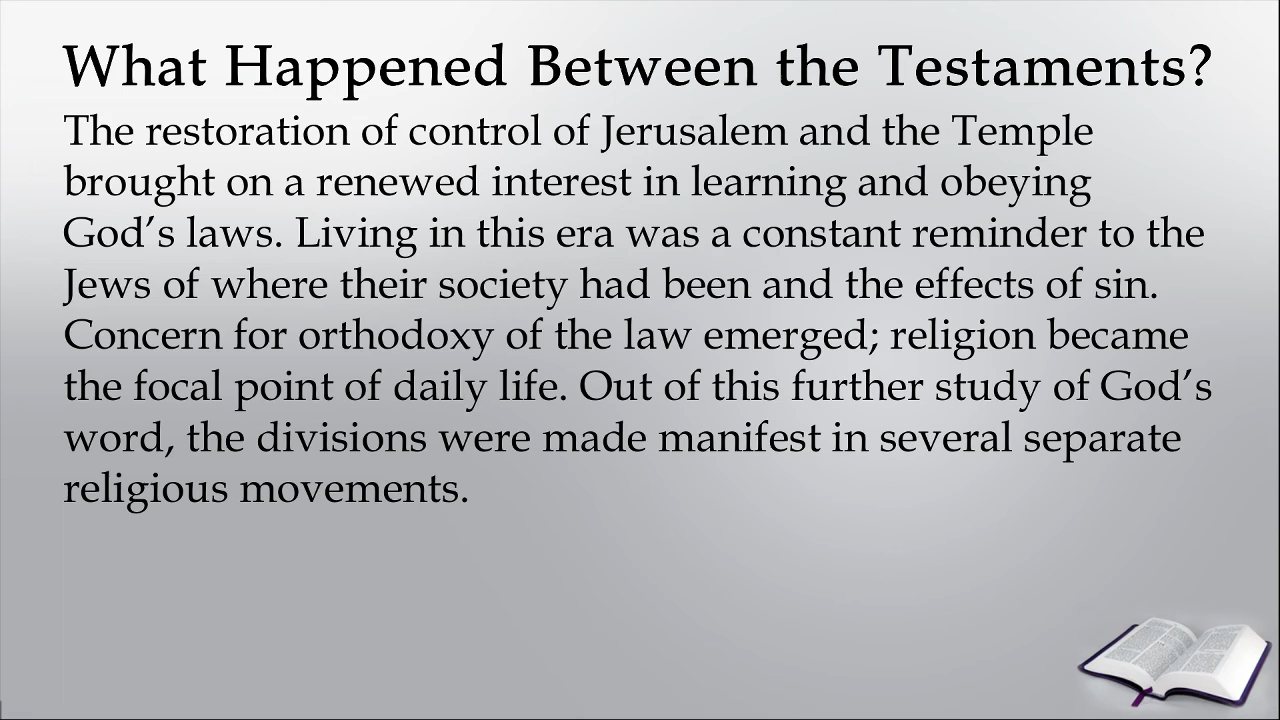 What Happened Between the Testaments?
The restoration of control of Jerusalem and the Temple
brought on a renewed interest in learning and obeying
God’s laws. Living in this era was a constant reminder to the
Jews of where their society had been and the effects of sin.
Concern for orthodoxy of the law emerged; religion became
the focal point of daily life. Out of this further study of God’s
word, the divisions were made manifest in several separate
religious movements.